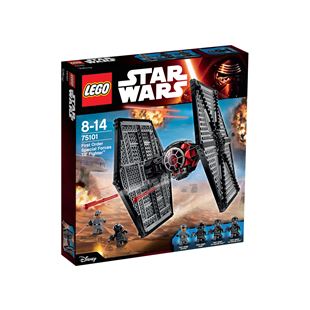 LEGO
STAR
WARS
8-14
75101
First Order
Special Forces
TIE Fighter
Disney